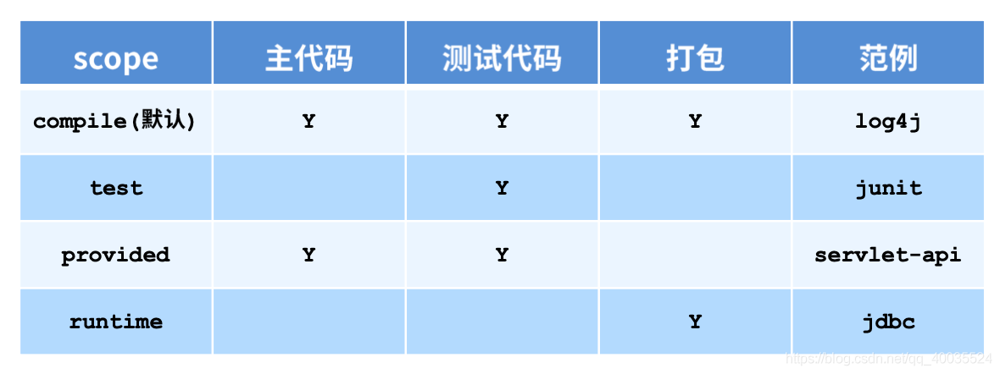 scope 主代码 测试代码 打包 范例
compile(默认) Y Y Y log4j
test Y junit
provided Y Y servlet-api
runtime Y jdbc
https://blog.csdn.net/qq_40035524